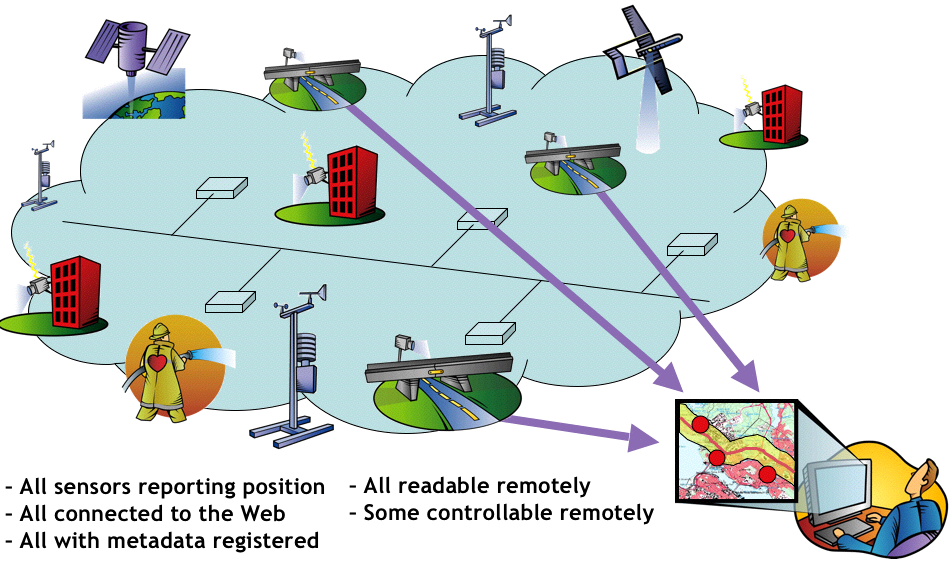 - All sensors reporting position
- All connected to the Web
- All with metadata registered
- All readable remotely
- Some controllable remotely